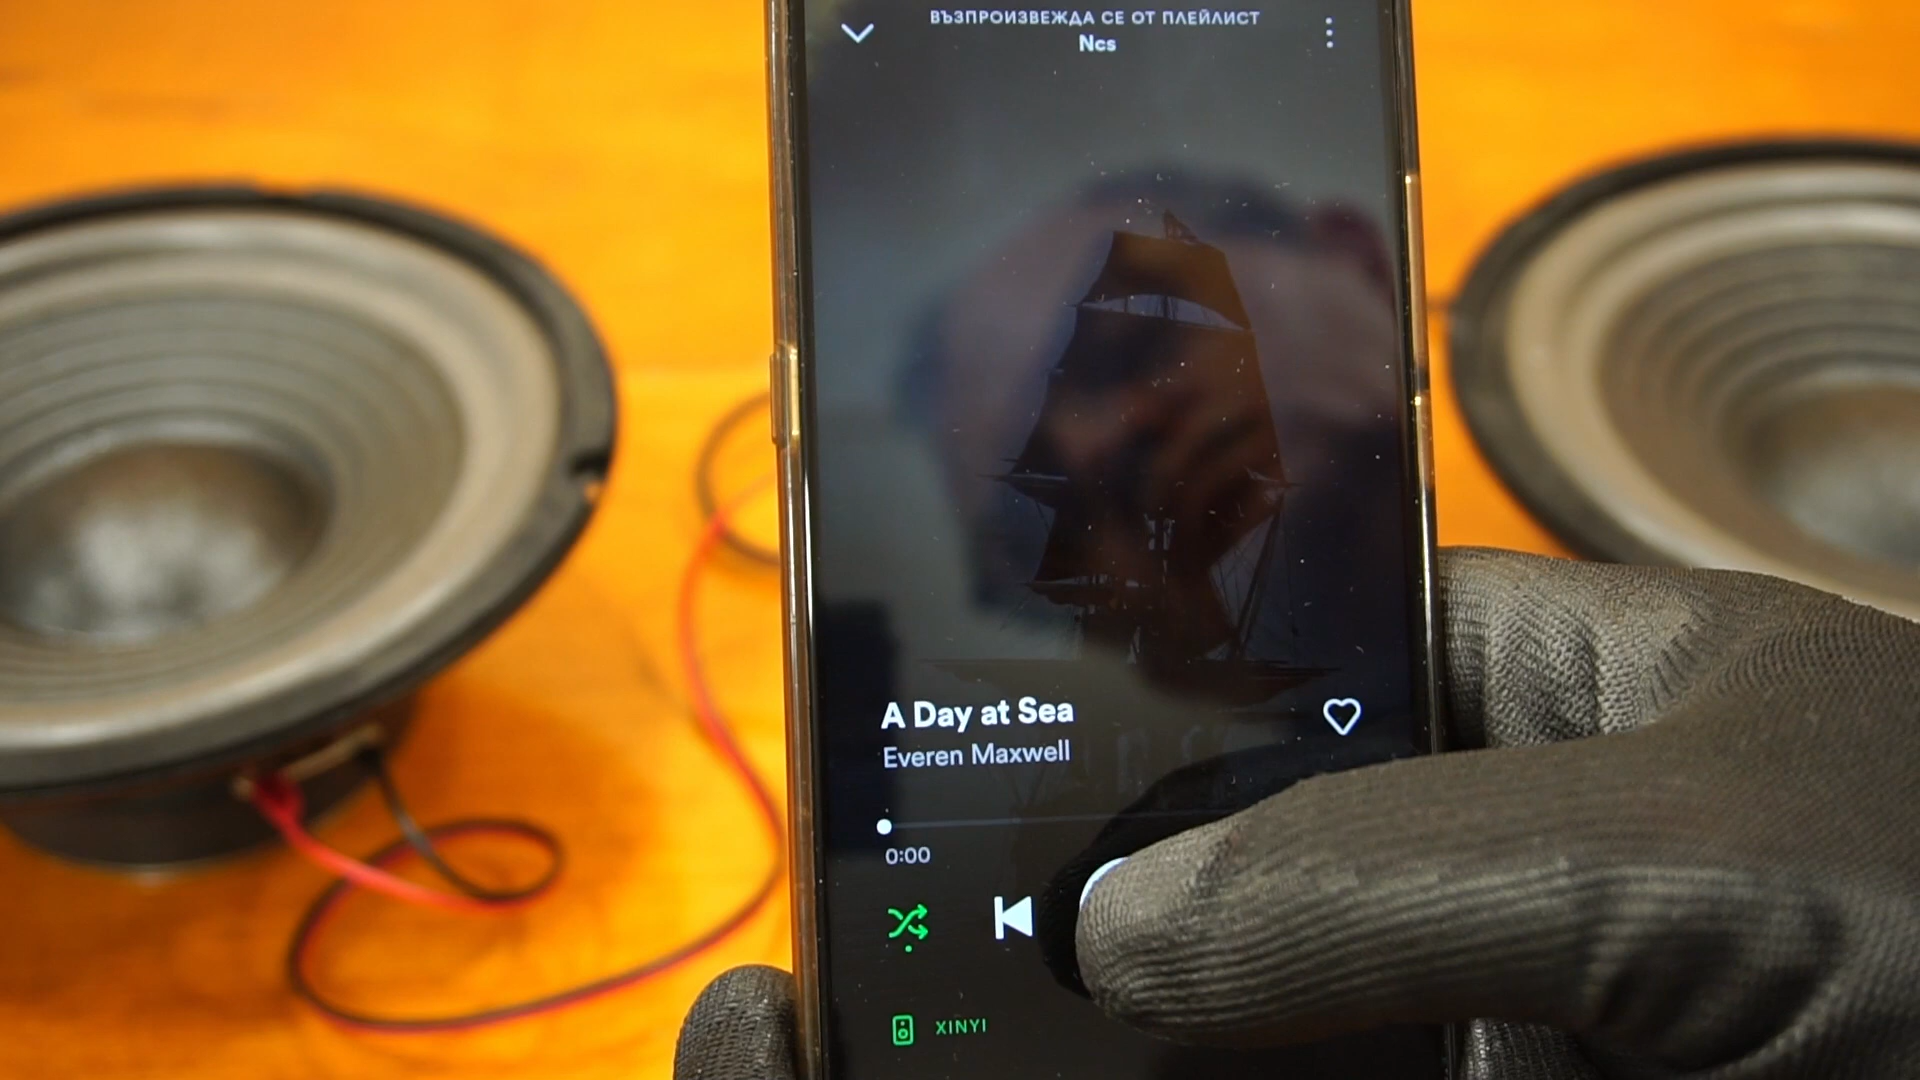 ВЪЗПРОИЗВЕЖДА СЕ ОТ ПЛЕЙЛИСТ
Ncs
A Day at Sea
Everen Maxwell
0:00
XINYI